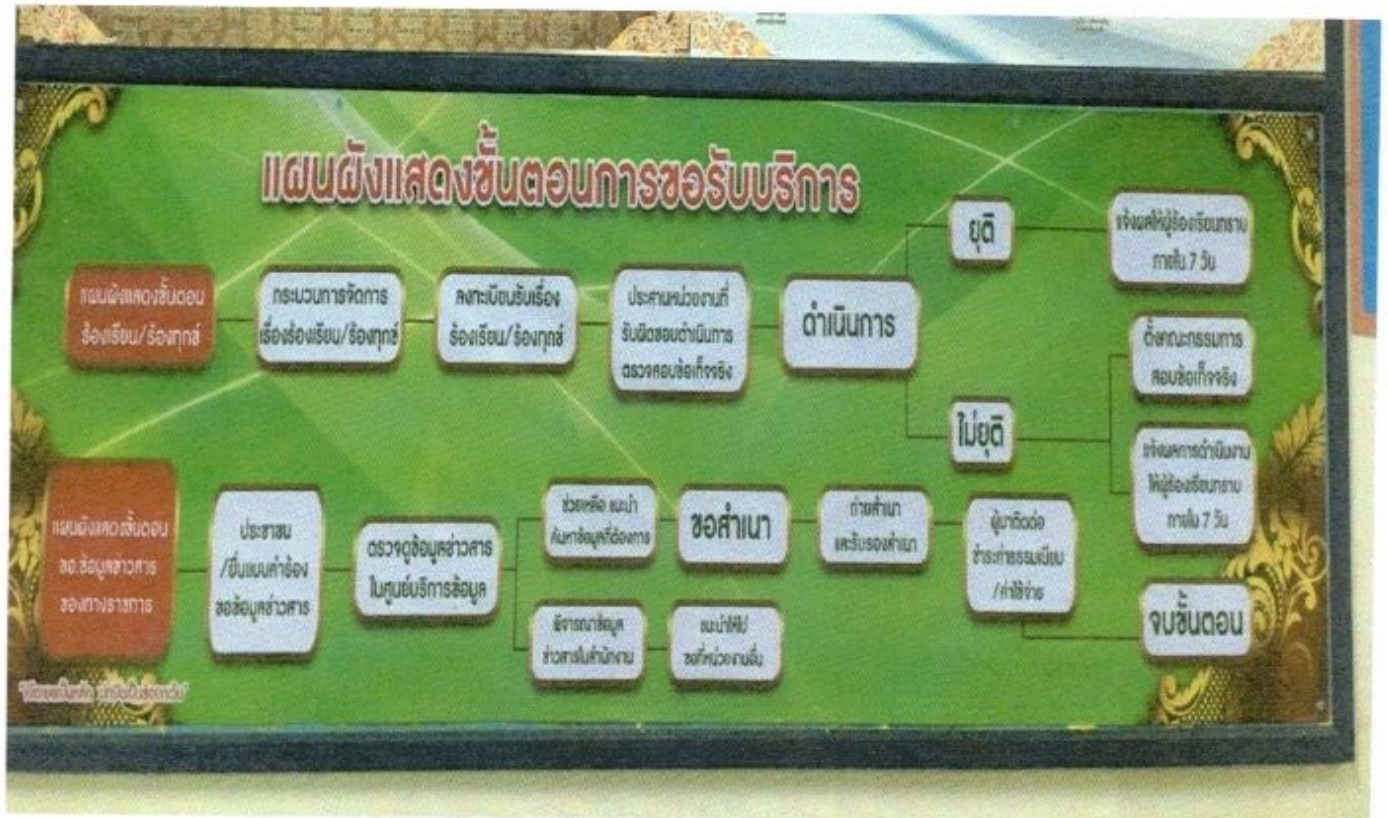 แผนผังแสดงขั้นตอนการขอรับบริการ
แผนผังแสดงขั้นตอน
ร้องเรียน/ร้องทุกข์
กระบวนการจัดการ
เรื่องร้องเรียน/ร้องทุกข์
ลงทะเบียนรับเรื่อง
ร้องเรียน/ร้องทุกข์
ประสานหน่วยงานที่
รับผิดชอบดำเนินการ
ตรวจสอบข้อเท็จจริง
ดำเนินการ
ยุติ
แจ้งผลให้ผู้ร้องเรียนทราบ
ภายใน 7 วัน
ไม่ยุติ
ตั้งคณะกรรมการ
สอบข้อเท็จจริง
แจ้งผลการดำเนินงาน
ให้ผู้ร้องเรียนทราบ
ภายใน 7 วัน
แผนผังแสดงขั้นตอน
ขอข้อมูลข่าวสาร
ของทางราชการ
ประชาชน
/ยื่นแบบคำร้อง
ขอข้อมูลข่าวสาร
ตรวจดูข้อมูลข่าวสาร
ในศูนย์บริการข้อมูล
ช่วยเหลือ แนะนำ
ค้นหาข้อมูลที่ต้องการ
ขอสำเนา
ถ่ายสำเนา
และรับรองสำเนา
ผู้มาติดต่อ
ชำระค่าธรรมเนียม
/ค่าใช้จ่าย
จบขั้นตอน
พิจารณาข้อมูล
ข่าวสารในสำนักงาน
แนะนำให้ไป
ขอที่หน่วยงานอื่น